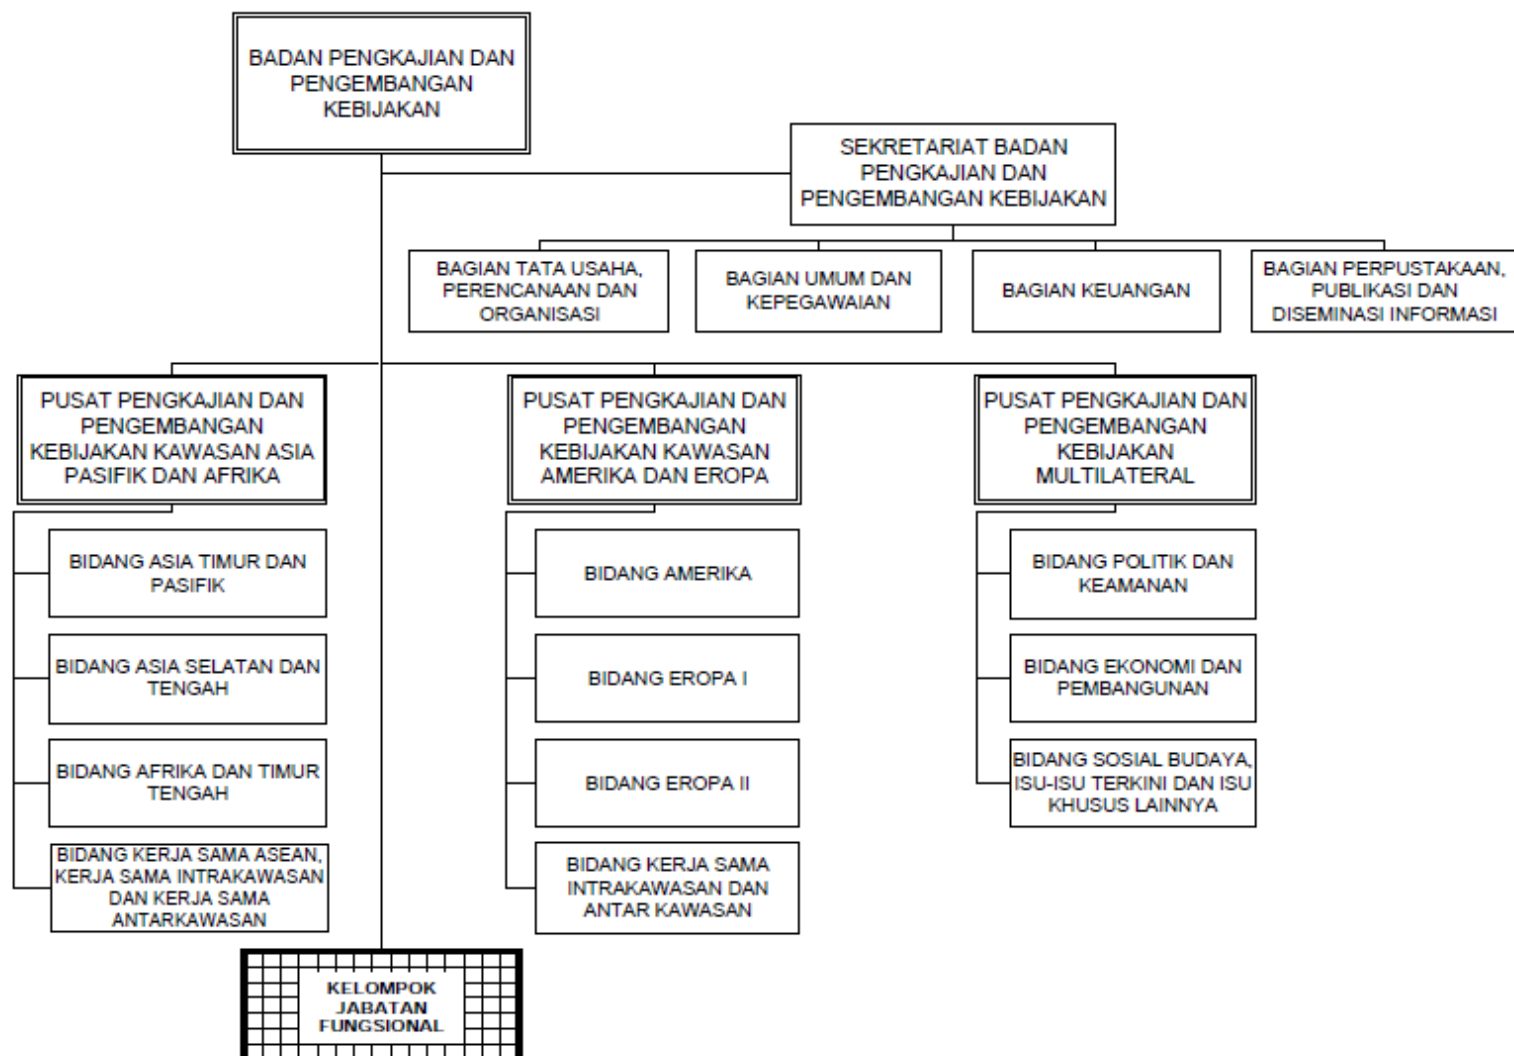 BADAN PENGKAJIAN DAN
PENGEMBANGAN
KEBIJAKAN
SEKRETARIAT BADAN
PENGKAJIAN DAN
PENGEMBANGAN KEBIJAKAN
BAGIAN TATA USAHA,
PERENCANAAN DAN
ORGANISASI
BAGIAN UMUM DAN
KEPEGAWAIAN
BAGIAN KEUANGAN
BAGIAN PERPUSTAKAAN,
PUBLIKASI DAN
DISEMINASI INFORMASI
PUSAT PENGKAJIAN DAN
PENGEMBANGAN
KEBIJAKAN KAWASAN ASIA
PASIFIK DAN AFRIKA
BIDANG ASIA TIMUR DAN
PASIFIK
BIDANG ASIA SELATAN DAN
TENGAH
BIDANG AFRIKA DAN TIMUR
TENGAH
BIDANG KERJA SAMA ASEAN,
KERJA SAMA INTRAKAWASAN
DAN KERJA SAMA
ANTARKAWASAN
PUSAT PENGKAJIAN DAN
PENGEMBANGAN
KEBIJAKAN KAWASAN
AMERIKA DAN EROPA
BIDANG AMERIKA
BIDANG EROPA I
BIDANG EROPA II
BIDANG KERJA SAMA
INTRAKAWASAN DAN
ANTAR KAWASAN
PUSAT PENGKAJIAN DAN
PENGEMBANGAN
KEBIJAKAN
MULTILATERAL
BIDANG POLITIK DAN
KEAMANAN
BIDANG EKONOMI DAN
PEMBANGUNAN
BIDANG SOSIAL BUDAYA,
ISU-ISU TERKINI DAN ISU
KHUSUS LAINNYA
KELOMPOK
JABATAN
FUNGSIONAL